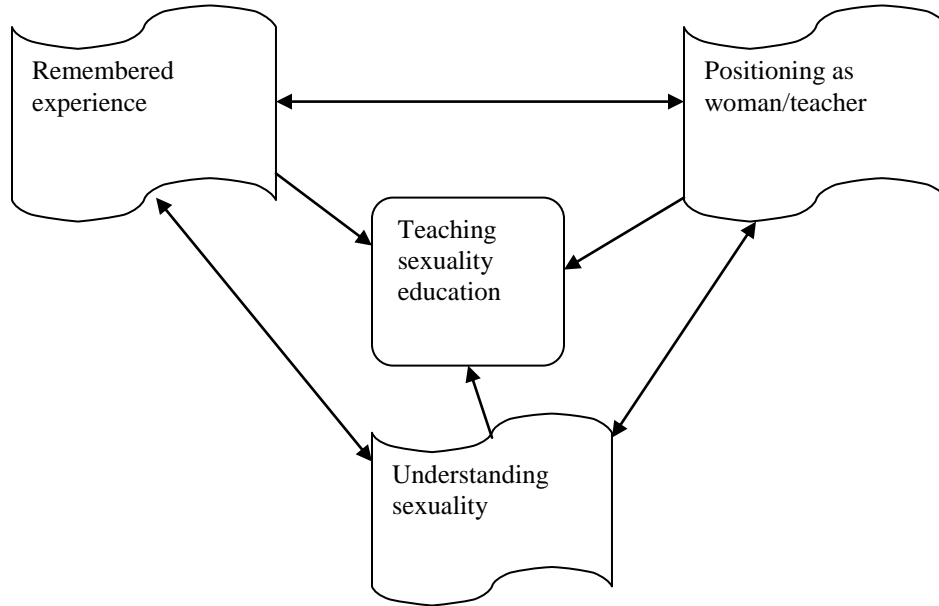 Remembered
experience
Positioning as
woman/teacher
Teaching
sexuality
education
Understanding
sexuality